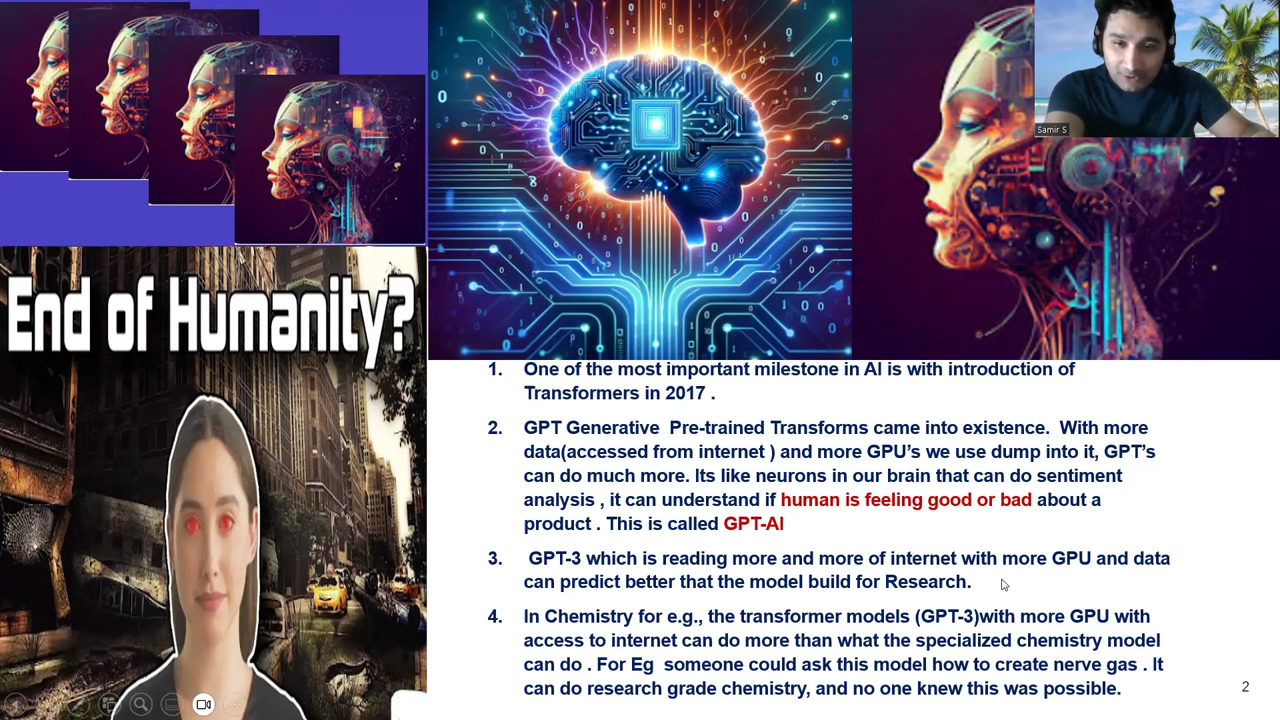 Samir S
End of Humanity?
1. One of the most important milestone in AI is with introduction of
Transformers in 2017 .
2. GPT Generative Pre-trained Transforms came into existence. With more
data(accessed from internet ) and more GPU's we use dump into it, GPT's
can do much more. Its like neurons in our brain that can do sentiment
analysis , it can understand if human is feeling good or bad about a
product . This is called GPT-AI
3. GPT-3 which is reading more and more of internet with more GPU and data
can predict better that the model build for Research.
4. In Chemistry for e.g., the transformer models (GPT-3)with more GPU with
access to internet can do more than what the specialized chemistry model
can do . For Eg someone could ask this model how to create nerve gas . It
can do research grade chemistry, and no one knew this was possible.
2